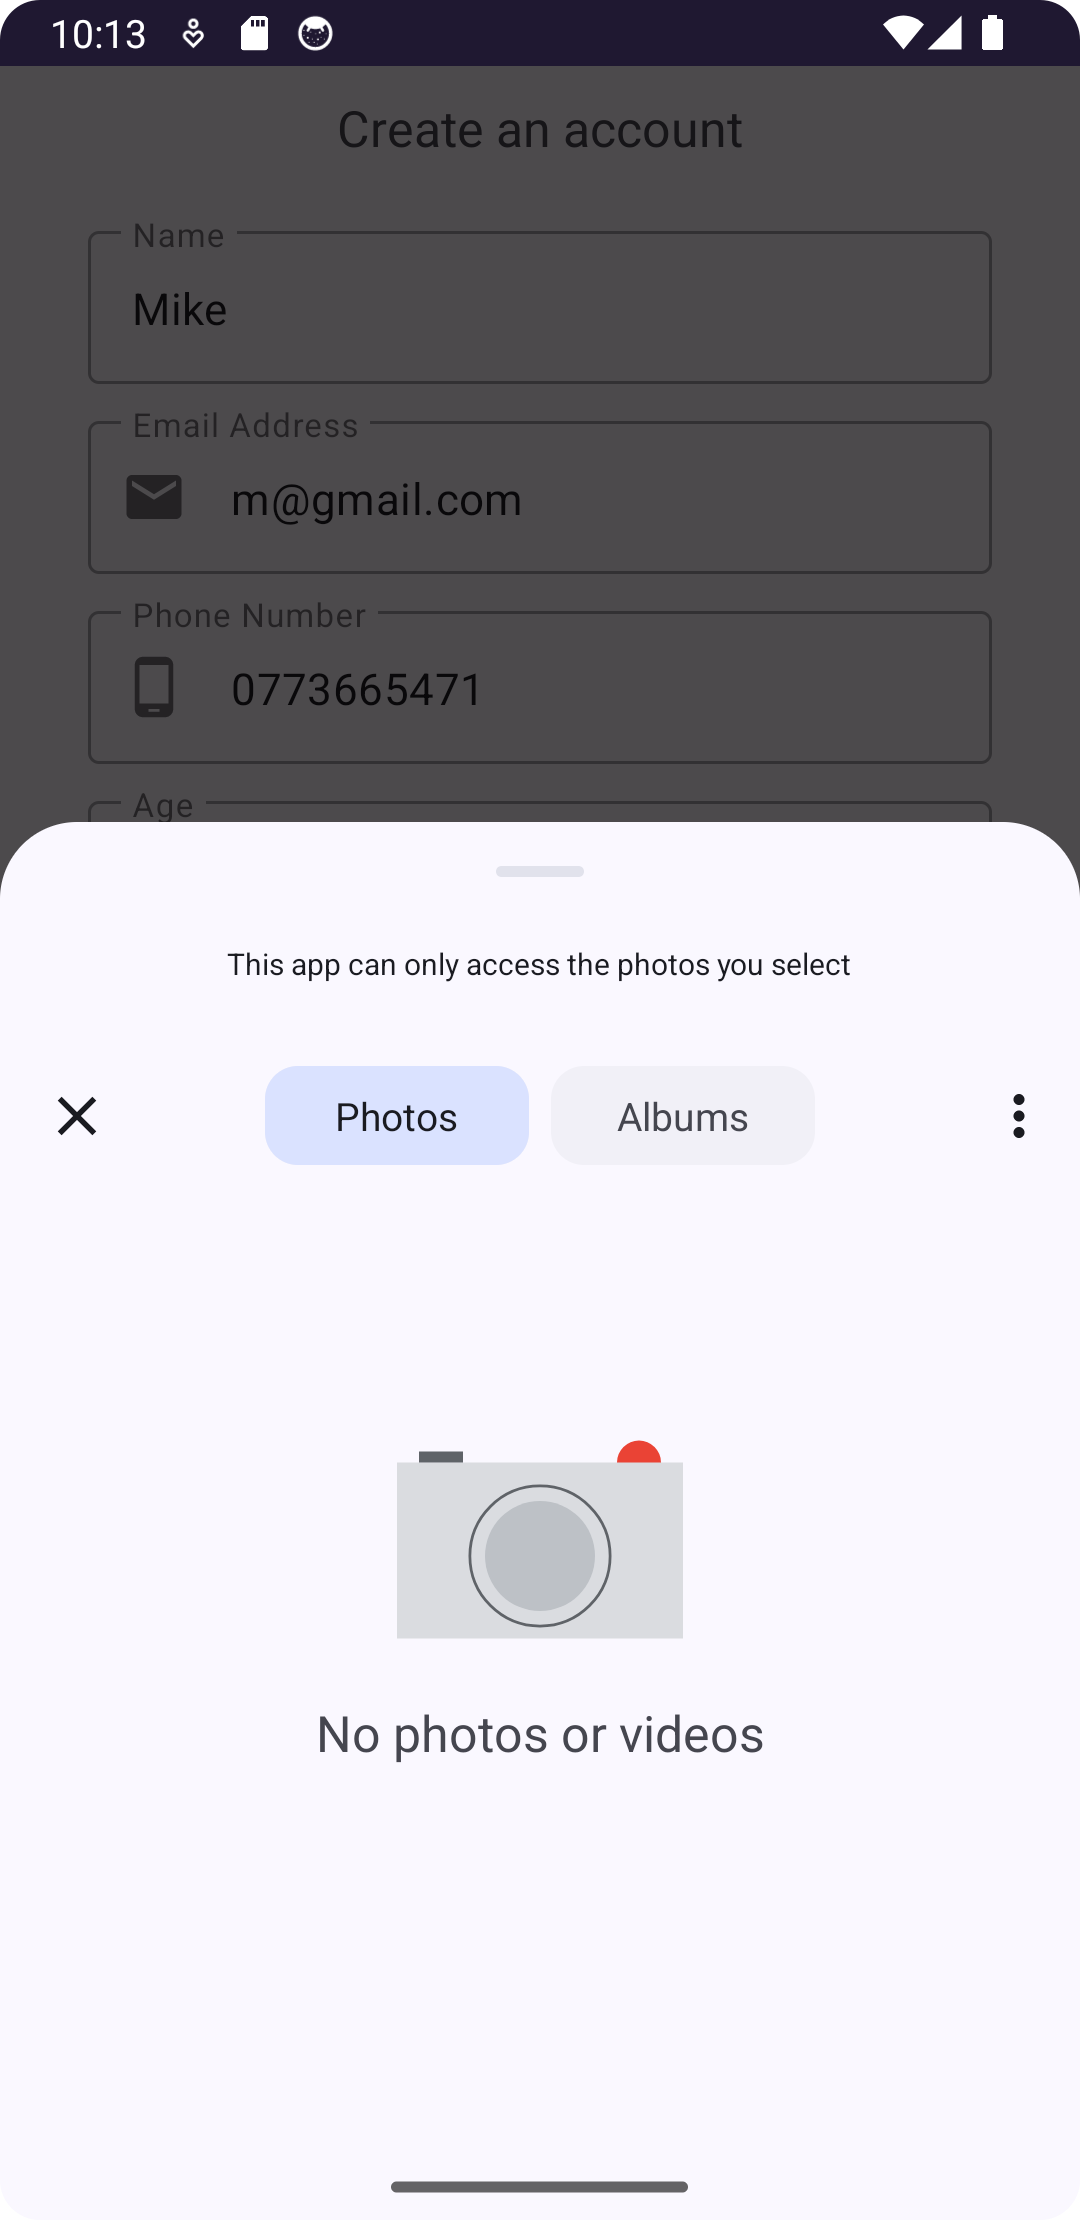 10:13
Create an account
Name
Mike
Email Address
m@gmail.com
Phone Number
0773665471
Age
This app can only access the photos you select
Photos
Albums
No photos or videos